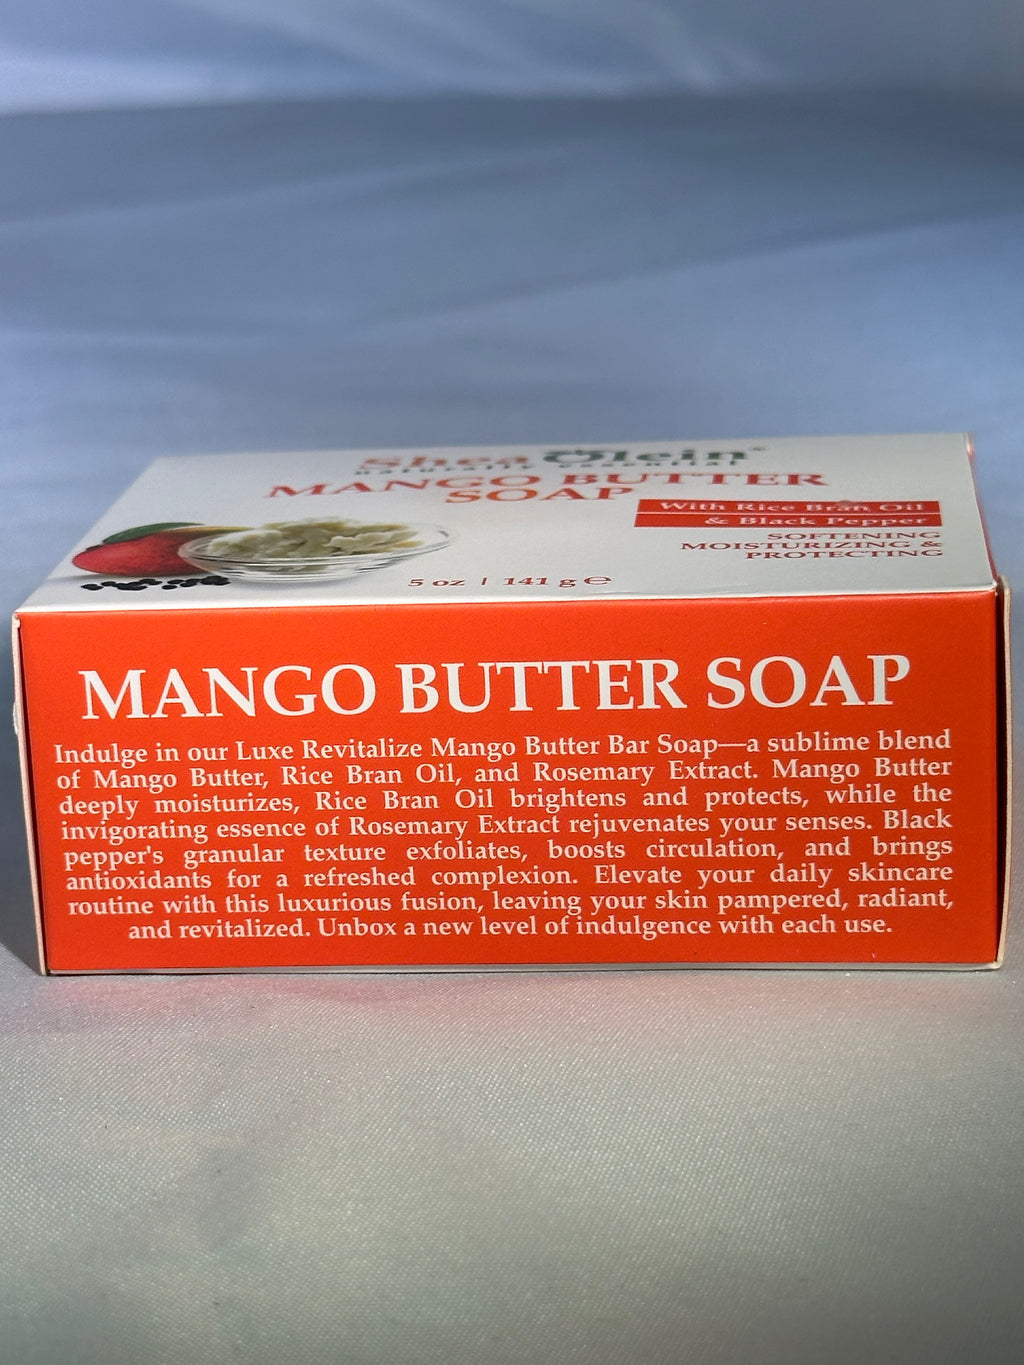 Shea Olein®
naturally essential
MANGO BUTTER
SOAP
With Rice Bran Oil
& Black Pepper
SOFTENING
MOISTURIZING &
PROTECTING
5 oz | 141 g ℮
MANGO BUTTER SOAP
Indulge in our Luxe Revitalize Mango Butter Bar Soap—a sublime blend
of Mango Butter, Rice Bran Oil, and Rosemary Extract. Mango Butter
deeply moisturizes, Rice Bran Oil brightens and protects, while the
invigorating essence of Rosemary Extract rejuvenates your senses. Black
pepper's granular texture exfoliates, boosts circulation, and brings
antioxidants for a refreshed complexion. Elevate your daily skincare
routine with this luxurious fusion, leaving your skin pampered, radiant,
and revitalized. Unbox a new level of indulgence with each use.